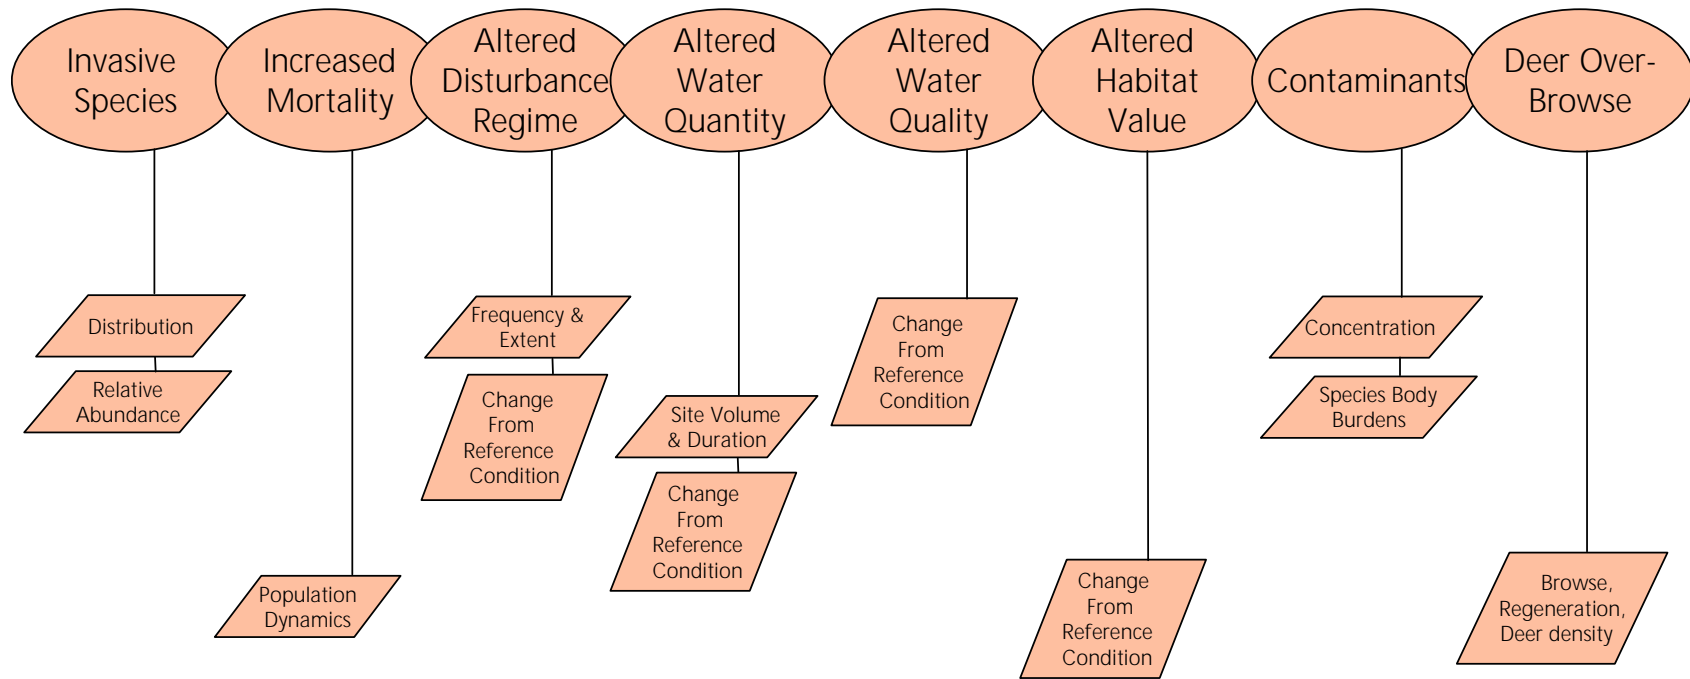 Invasive
Species
Increased
Mortality
Altered
Disturbance
Regime
Altered
Water
Quantity
Altered
Water
Quality
Altered
Habitat
Value
Contaminants
Deer Over-
Browse
Distribution
Relative
Abundance
Population
Dynamics
Frequency &
Extent
Change
From
Reference
Condition
Site Volume
& Duration
Change
From
Reference
Condition
Change
From
Reference
Condition
Change
From
Reference
Condition
Concentration
Species Body
Burdens
Browse,
Regeneration,
Deer density